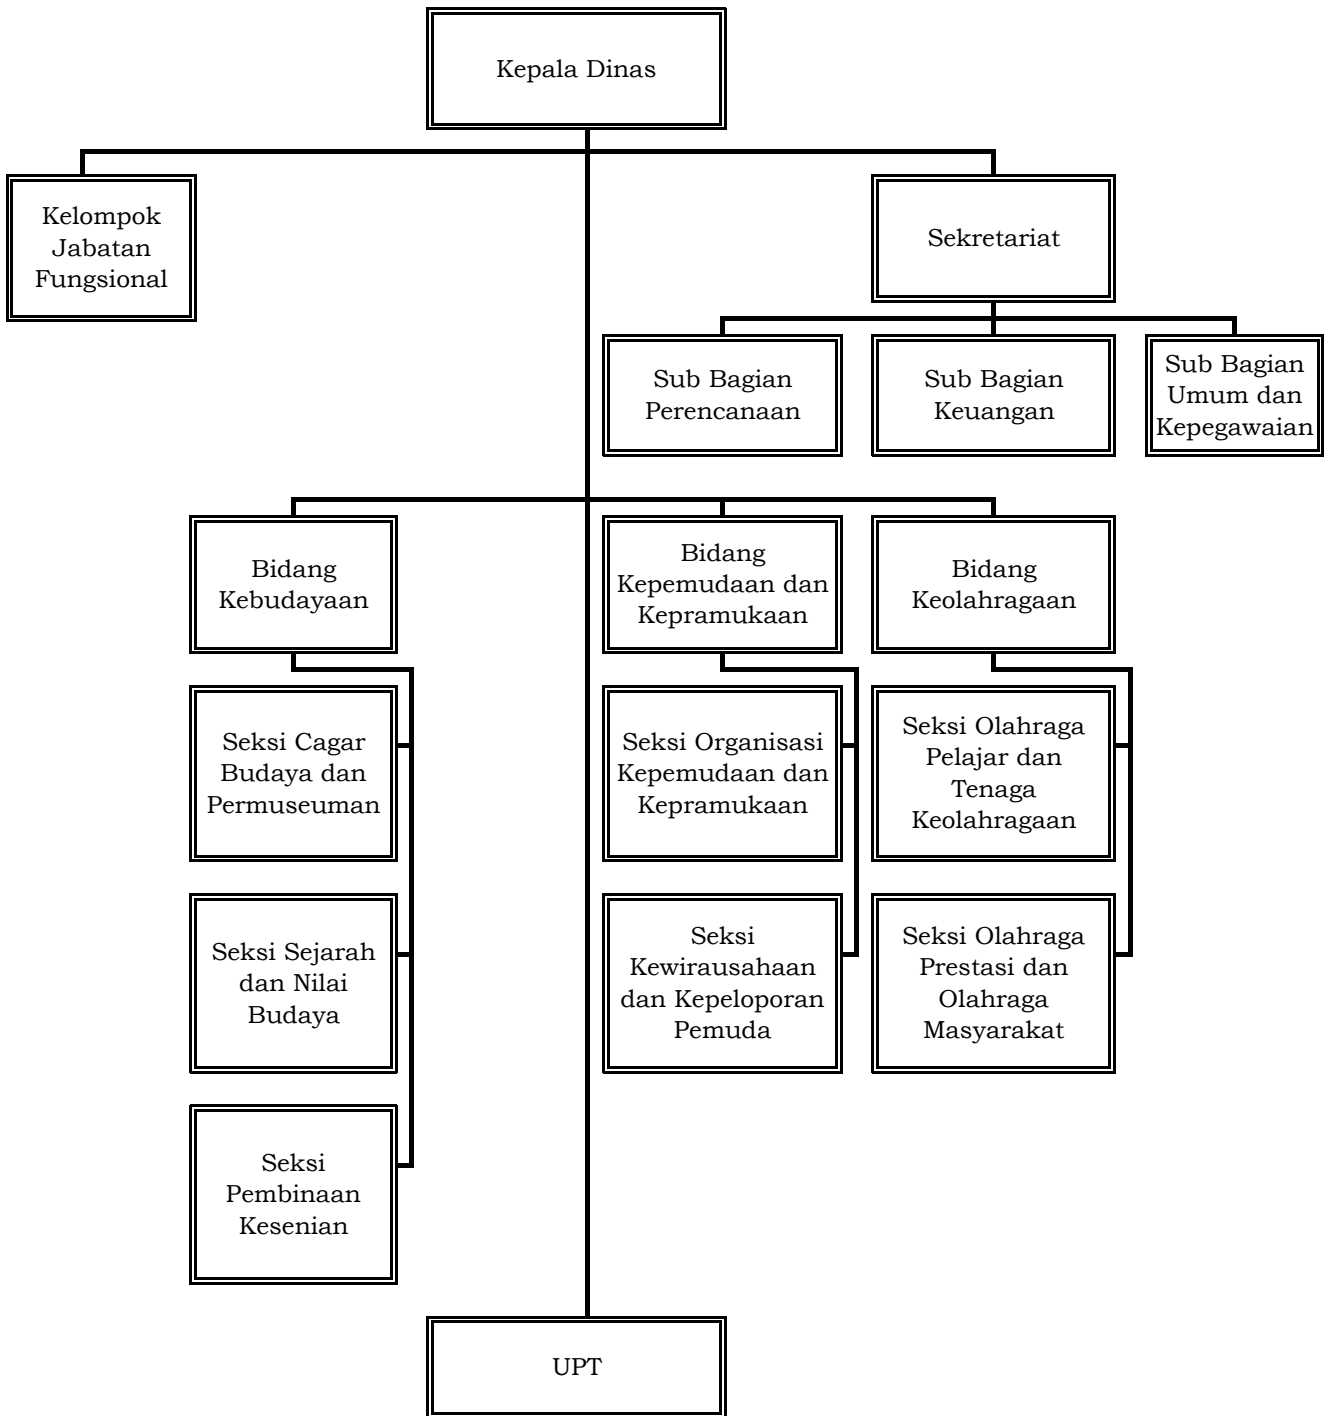 Kepala Dinas
Kelompok
Jabatan
Fungsional
Sekretariat
Sub Bagian
Perencanaan
Sub Bagian
Keuangan
Sub Bagian
Umum dan
Kepegawaian
Bidang
Kebudayaan
Bidang
Kepemudaan dan
Kepramukaan
Bidang
Keolahragaan
Seksi Cagar
Budaya dan
Permuseuman
Seksi Organisasi
Kepemudaan dan
Kepramukaan
Seksi Olahraga
Pelajar dan
Tenaga
Keolahragaan
Seksi Sejarah
dan Nilai
Budaya
Seksi
Kewirausahaan
dan Kepeloporan
Pemuda
Seksi Olahraga
Prestasi dan
Olahraga
Masyarakat
Seksi
Pembinaan
Kesenian
UPT